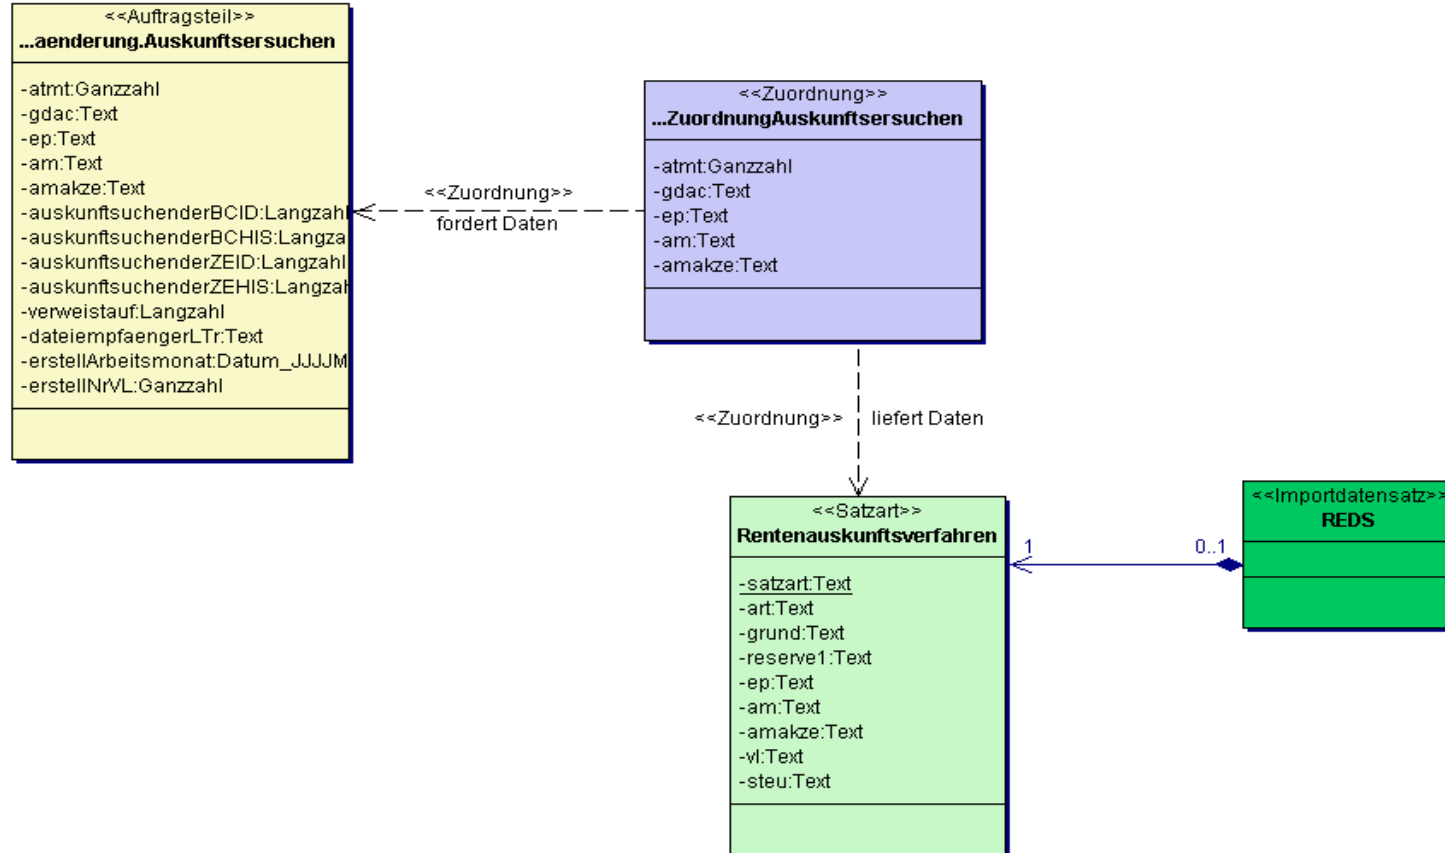 <<Auftragsteil>>
...aenderung.Auskunftsersuchen
-atmt:Ganzzahl
-gdac:Text
-ep:Text
-am:Text
-amakze:Text
-auskunftsuchenderBCID:Langzahl
-auskunftsuchenderBCHIS:Langza
-auskunftsuchenderZEID:Langzahl
-auskunftsuchenderZEHIS:Langzah
-verweistauf:Langzahl
-dateiempfaengerLTr:Text
-erstellArbeitsmonat:Datum_JJJJM
-erstellNrVL:Ganzzahl
<<Zuordnung>>
fordert Daten
<<Zuordnung>>
...ZuordnungAuskunftsersuchen
-atmt:Ganzzahl
-gdac:Text
-ep:Text
-am:Text
-amakze:Text
<<Zuordnung>> liefert Daten
<<Satzart>>
Rentenauskunftsverfahren
-satzart:Text
-art:Text
-grund:Text
-reserve1:Text
-ep:Text
-am:Text
-amakze:Text
-vl:Text
-steu:Text
1 0..1
<<Importdatensatz>>
REDS